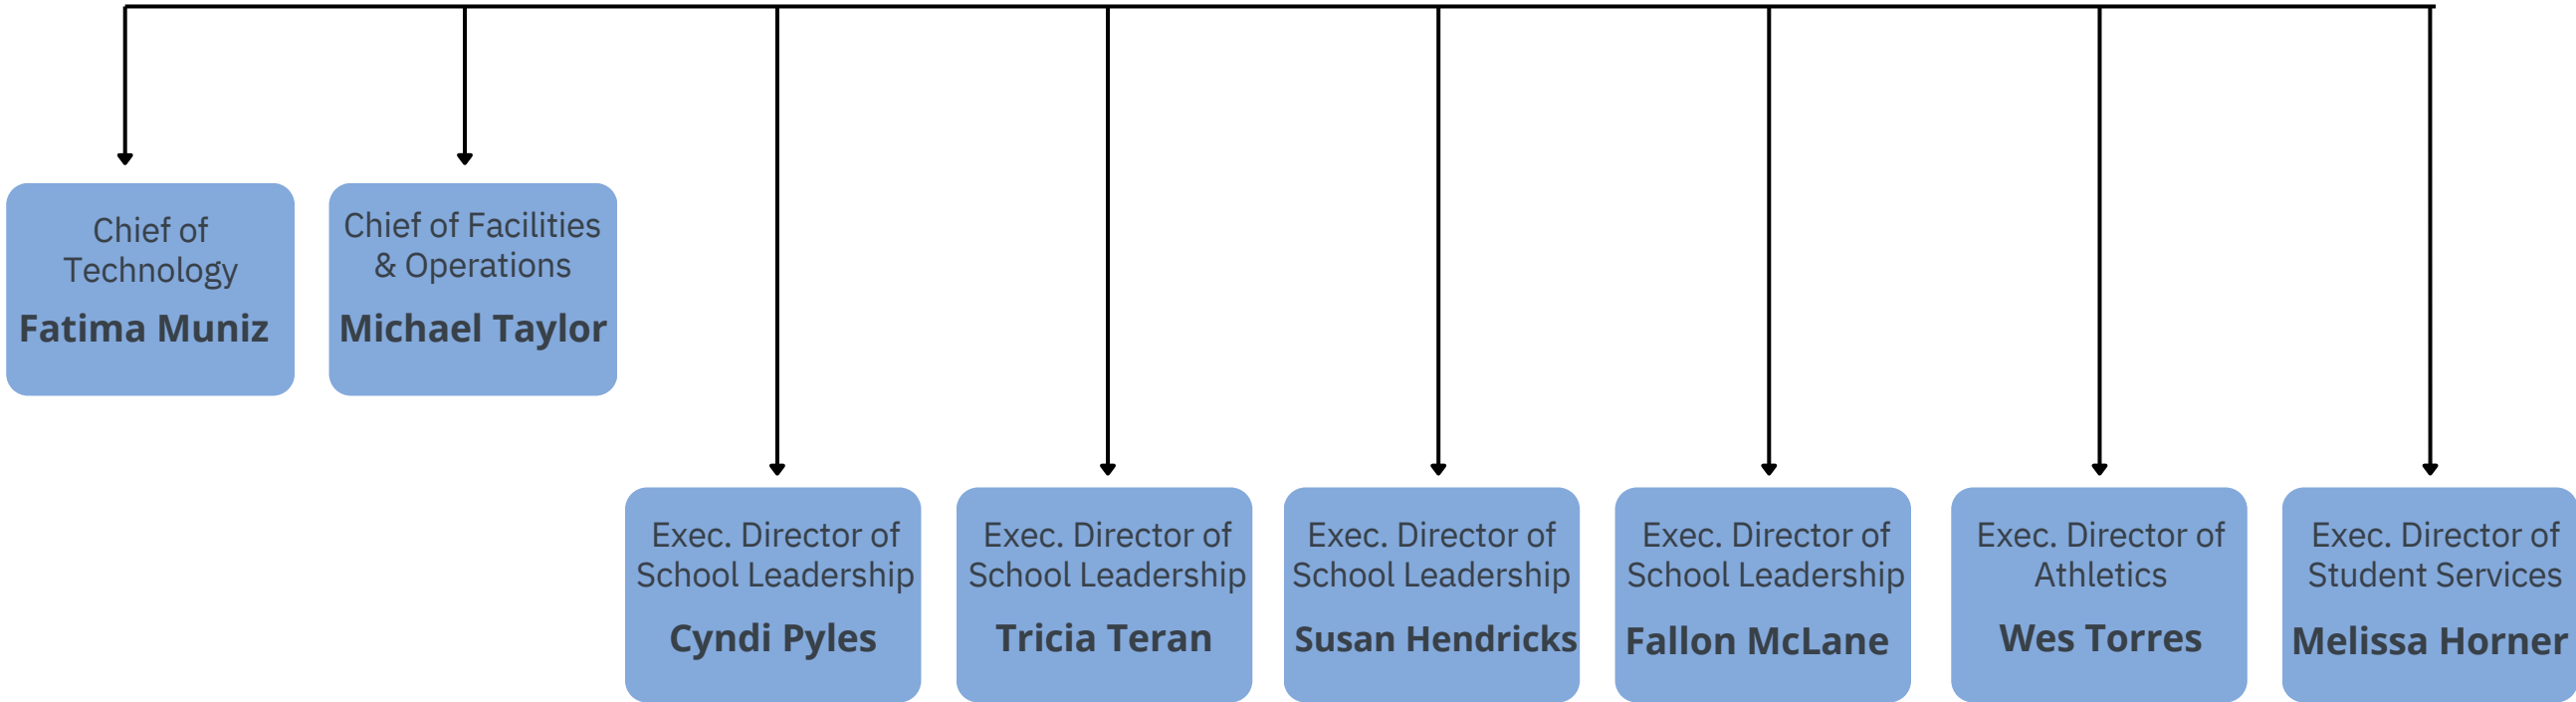 Chief of
Technology
Fatima Muniz
Chief of Facilities
& Operations
Michael Taylor
Exec. Director of
School Leadership
Cyndi Pyles
Exec. Director of
School Leadership
Tricia Teran
Exec. Director of
School Leadership
Susan Hendricks
Exec. Director of
School Leadership
Fallon McLane
Exec. Director of
Athletics
Wes Torres
Exec. Director of
Student Services
Melissa Horner